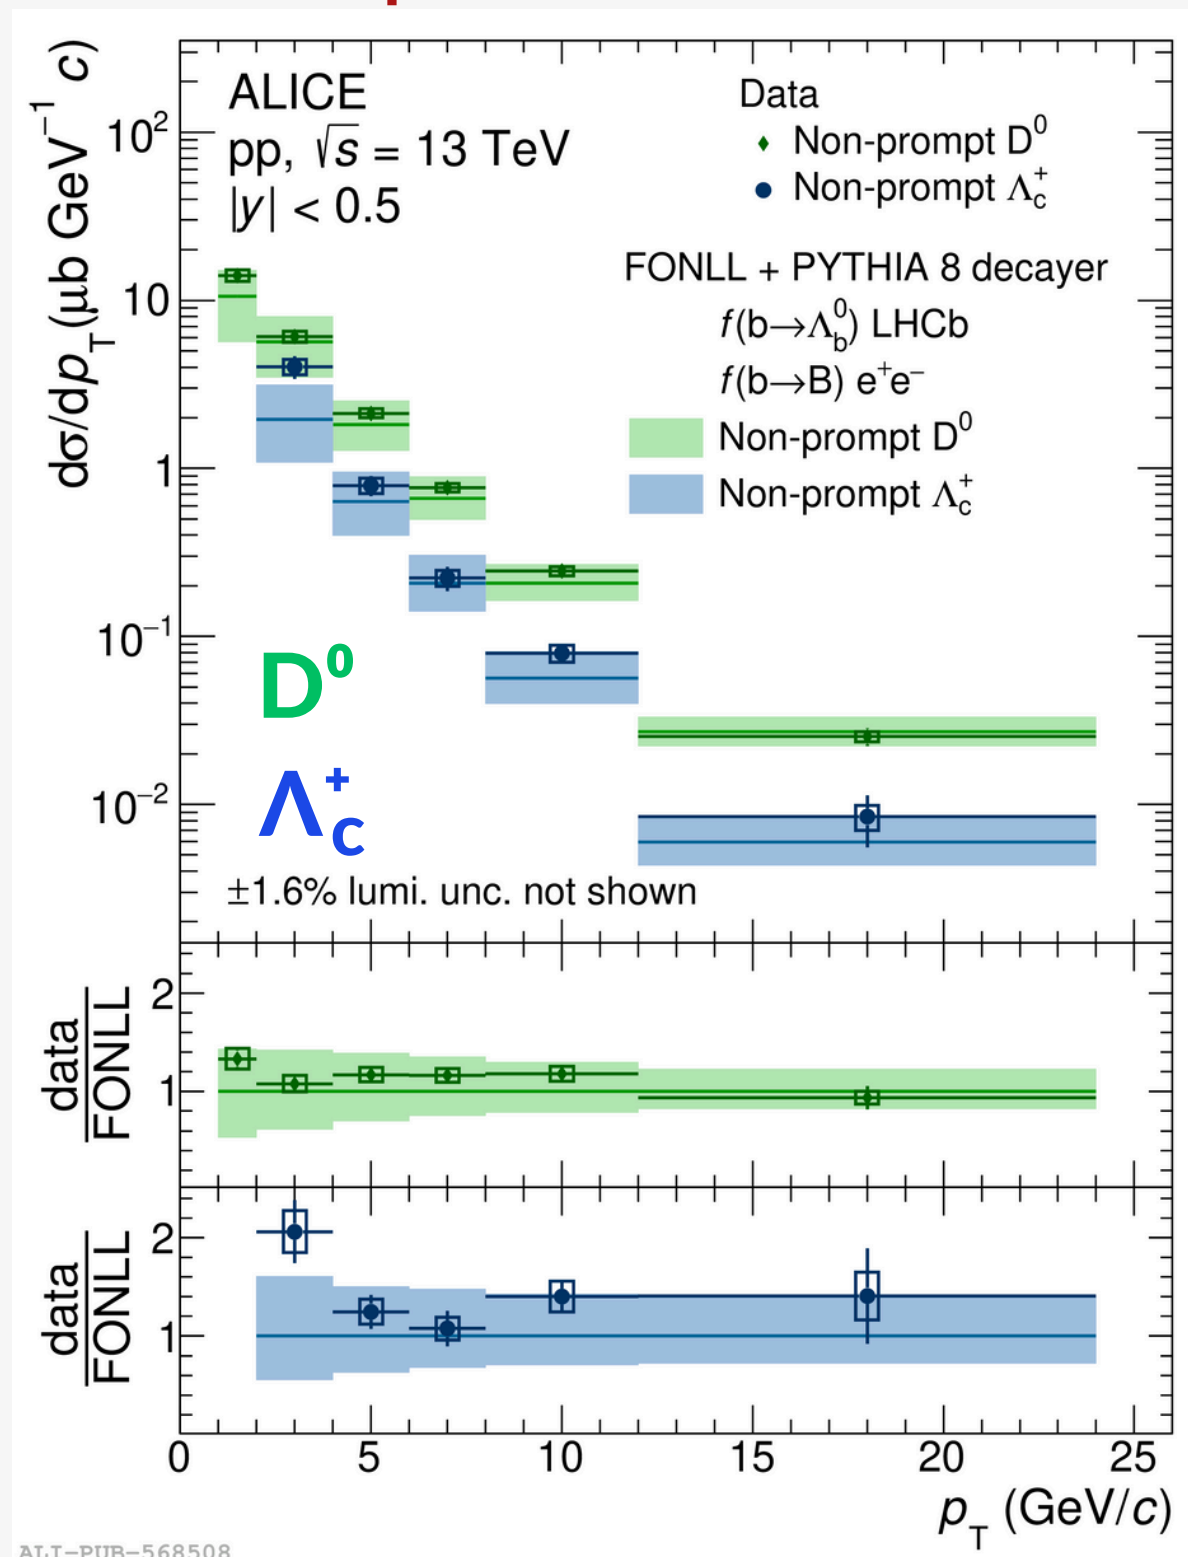 ALICE
pp, √s = 13 TeV
|y| < 0.5
Data
Non-prompt D⁰
Non-prompt Λc⁺
FONLL + PYTHIA 8 decayer
f(b→Λb⁰) LHCb
f(b→B) e⁺e⁻
Non-prompt D⁰
Non-prompt Λc⁺
dσ/dpT (μb GeV⁻¹ c)
10²
10
1
10⁻¹
10⁻²
D⁰
Λc⁺
±1.6% lumi. unc. not shown
data
FONLL
2
1
data
FONLL
2
1
0 5 10 15 20 25
pT (GeV/c)
ALI-PUB-568508